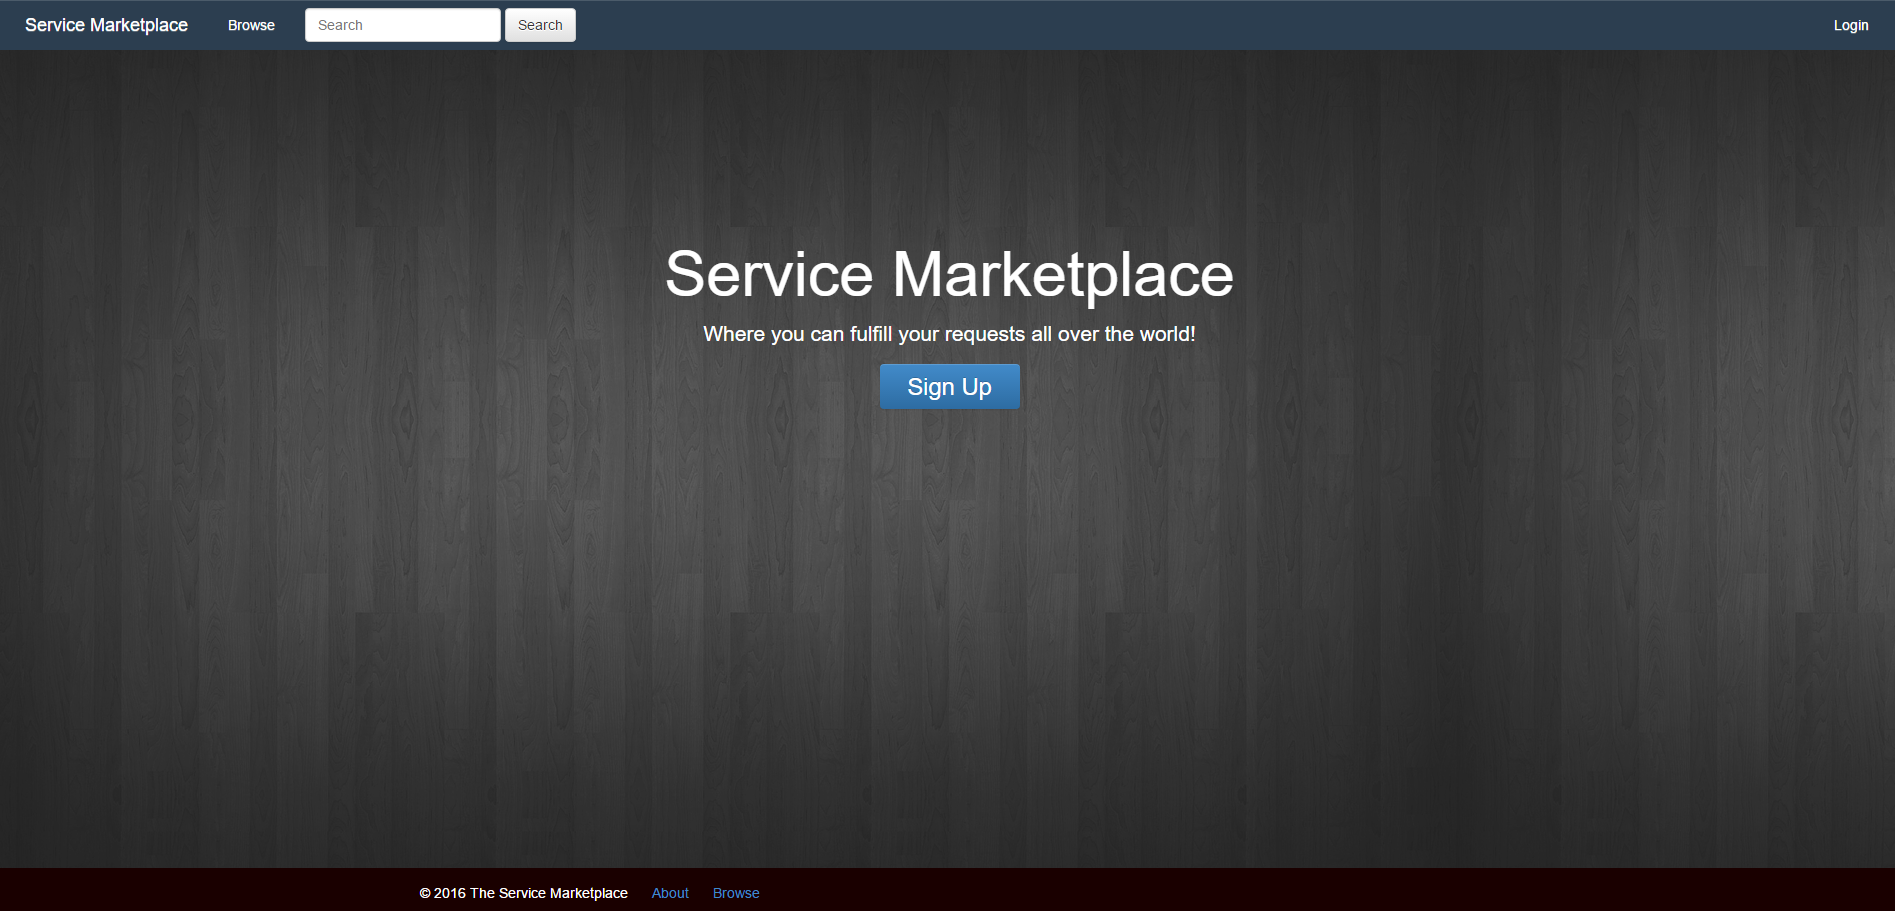 Service Marketplace Browse Search Search Login
Service Marketplace
Where you can fulfill your requests all over the world!
Sign Up
© 2016 The Service Marketplace About Browse